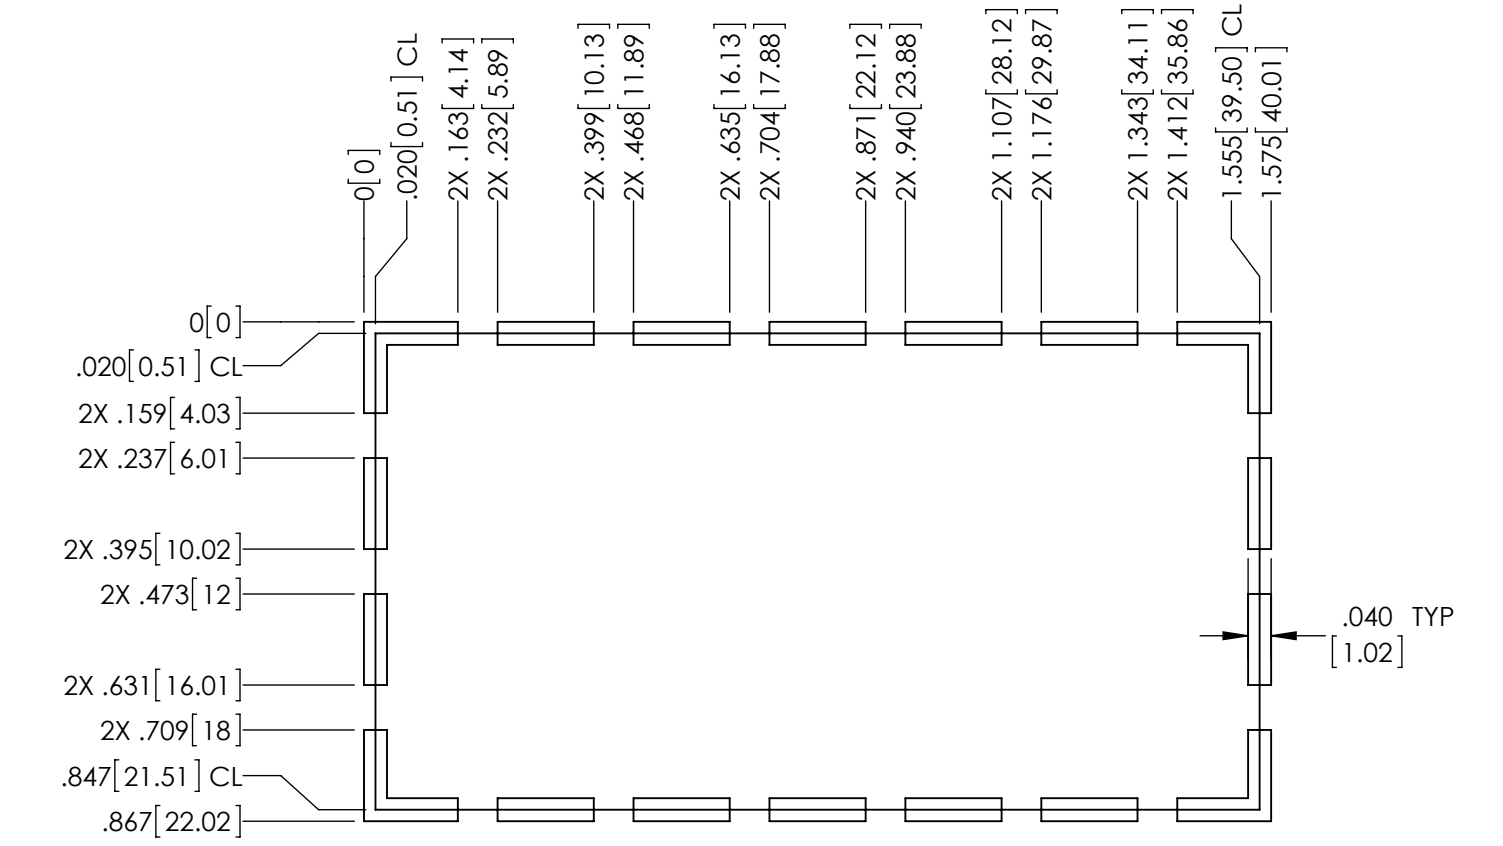 0[0]
.020[0.51] CL
2X .163[4.14]
2X .232[5.89]
2X .399[10.13]
2X .468[11.89]
2X .635[16.13]
2X .704[17.88]
2X .871[22.12]
2X .940[23.88]
2X 1.107[28.12]
2X 1.176[29.87]
2X 1.343[34.11]
2X 1.412[35.86]
1.555[39.50] CL
1.575[40.01]
0[0]
.020[0.51] CL
2X .159[4.03]
2X .237[6.01]
2X .395[10.02]
2X .473[12]
2X .631[16.01]
2X .709[18]
.847[21.51] CL
.867[22.02]
.040 TYP
[1.02]